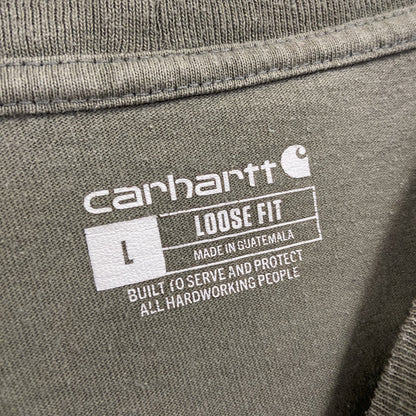 carhartt
L
LOOSE FIT
MADE IN GUATEMALA
BUILT TO SERVE AND PROTECT
ALL HARDWORKING PEOPLE